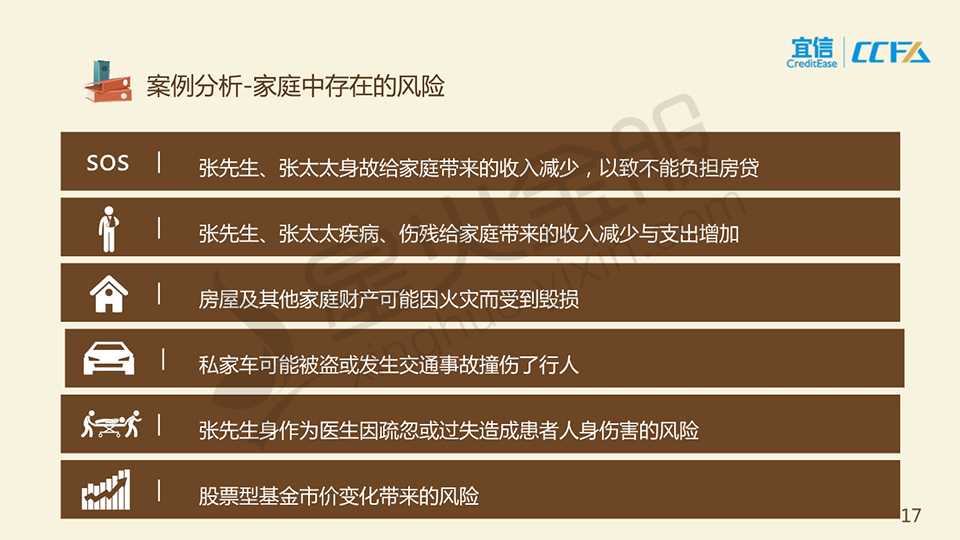 宜信
CreditEase
CCFA
案例分析-家庭中存在的风险
SOS
张先生、张太太身故给家庭带来的收入减少，以致不能负担房贷
张先生、张太太疾病、伤残给家庭带来的收入减少与支出增加
房屋及其他家庭财产可能因火灾而受到毁损
私家车可能被盗或发生交通事故撞伤了行人
张先生身作为医生因疏忽或过失造成患者人身伤害的风险
股票型基金市价变化带来的风险
星火金服
17